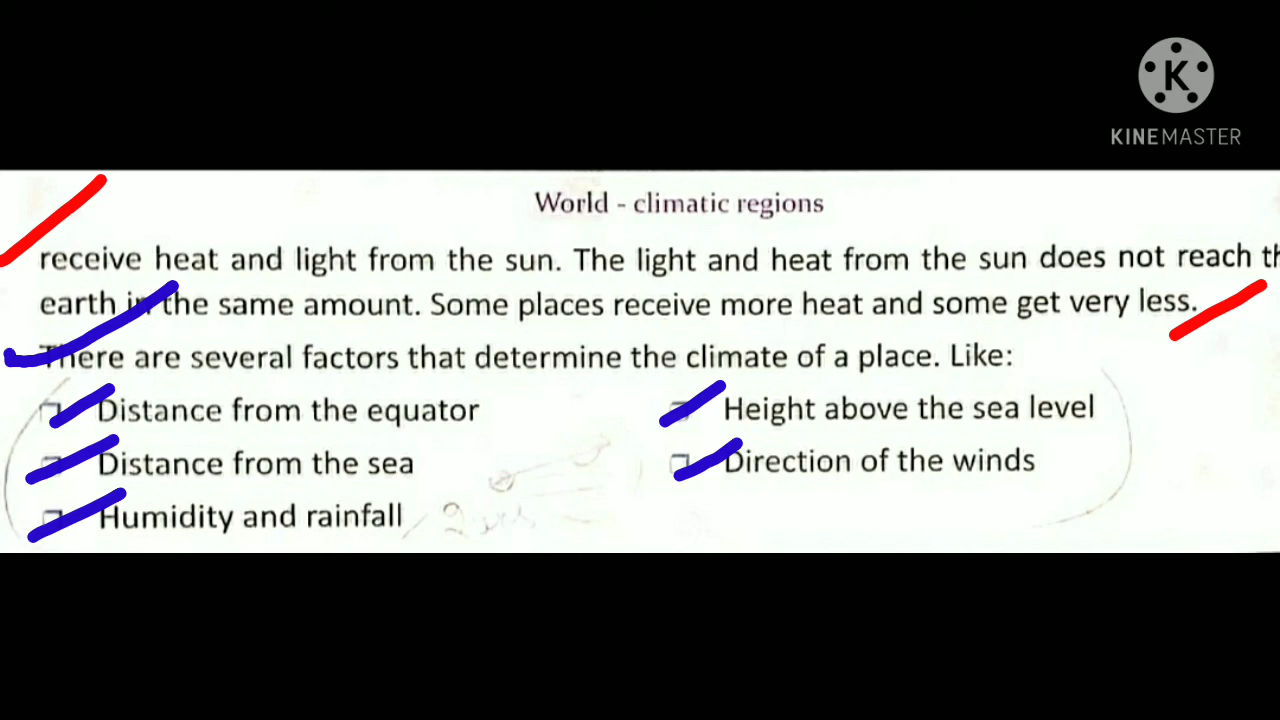 K
KINEMASTER
World - climatic regions
receive heat and light from the sun. The light and heat from the sun does not reach th
earth in the same amount. Some places receive more heat and some get very less.
There are several factors that determine the climate of a place. Like:
Distance from the equator
Height above the sea level
Distance from the sea
Direction of the winds
Humidity and rainfall